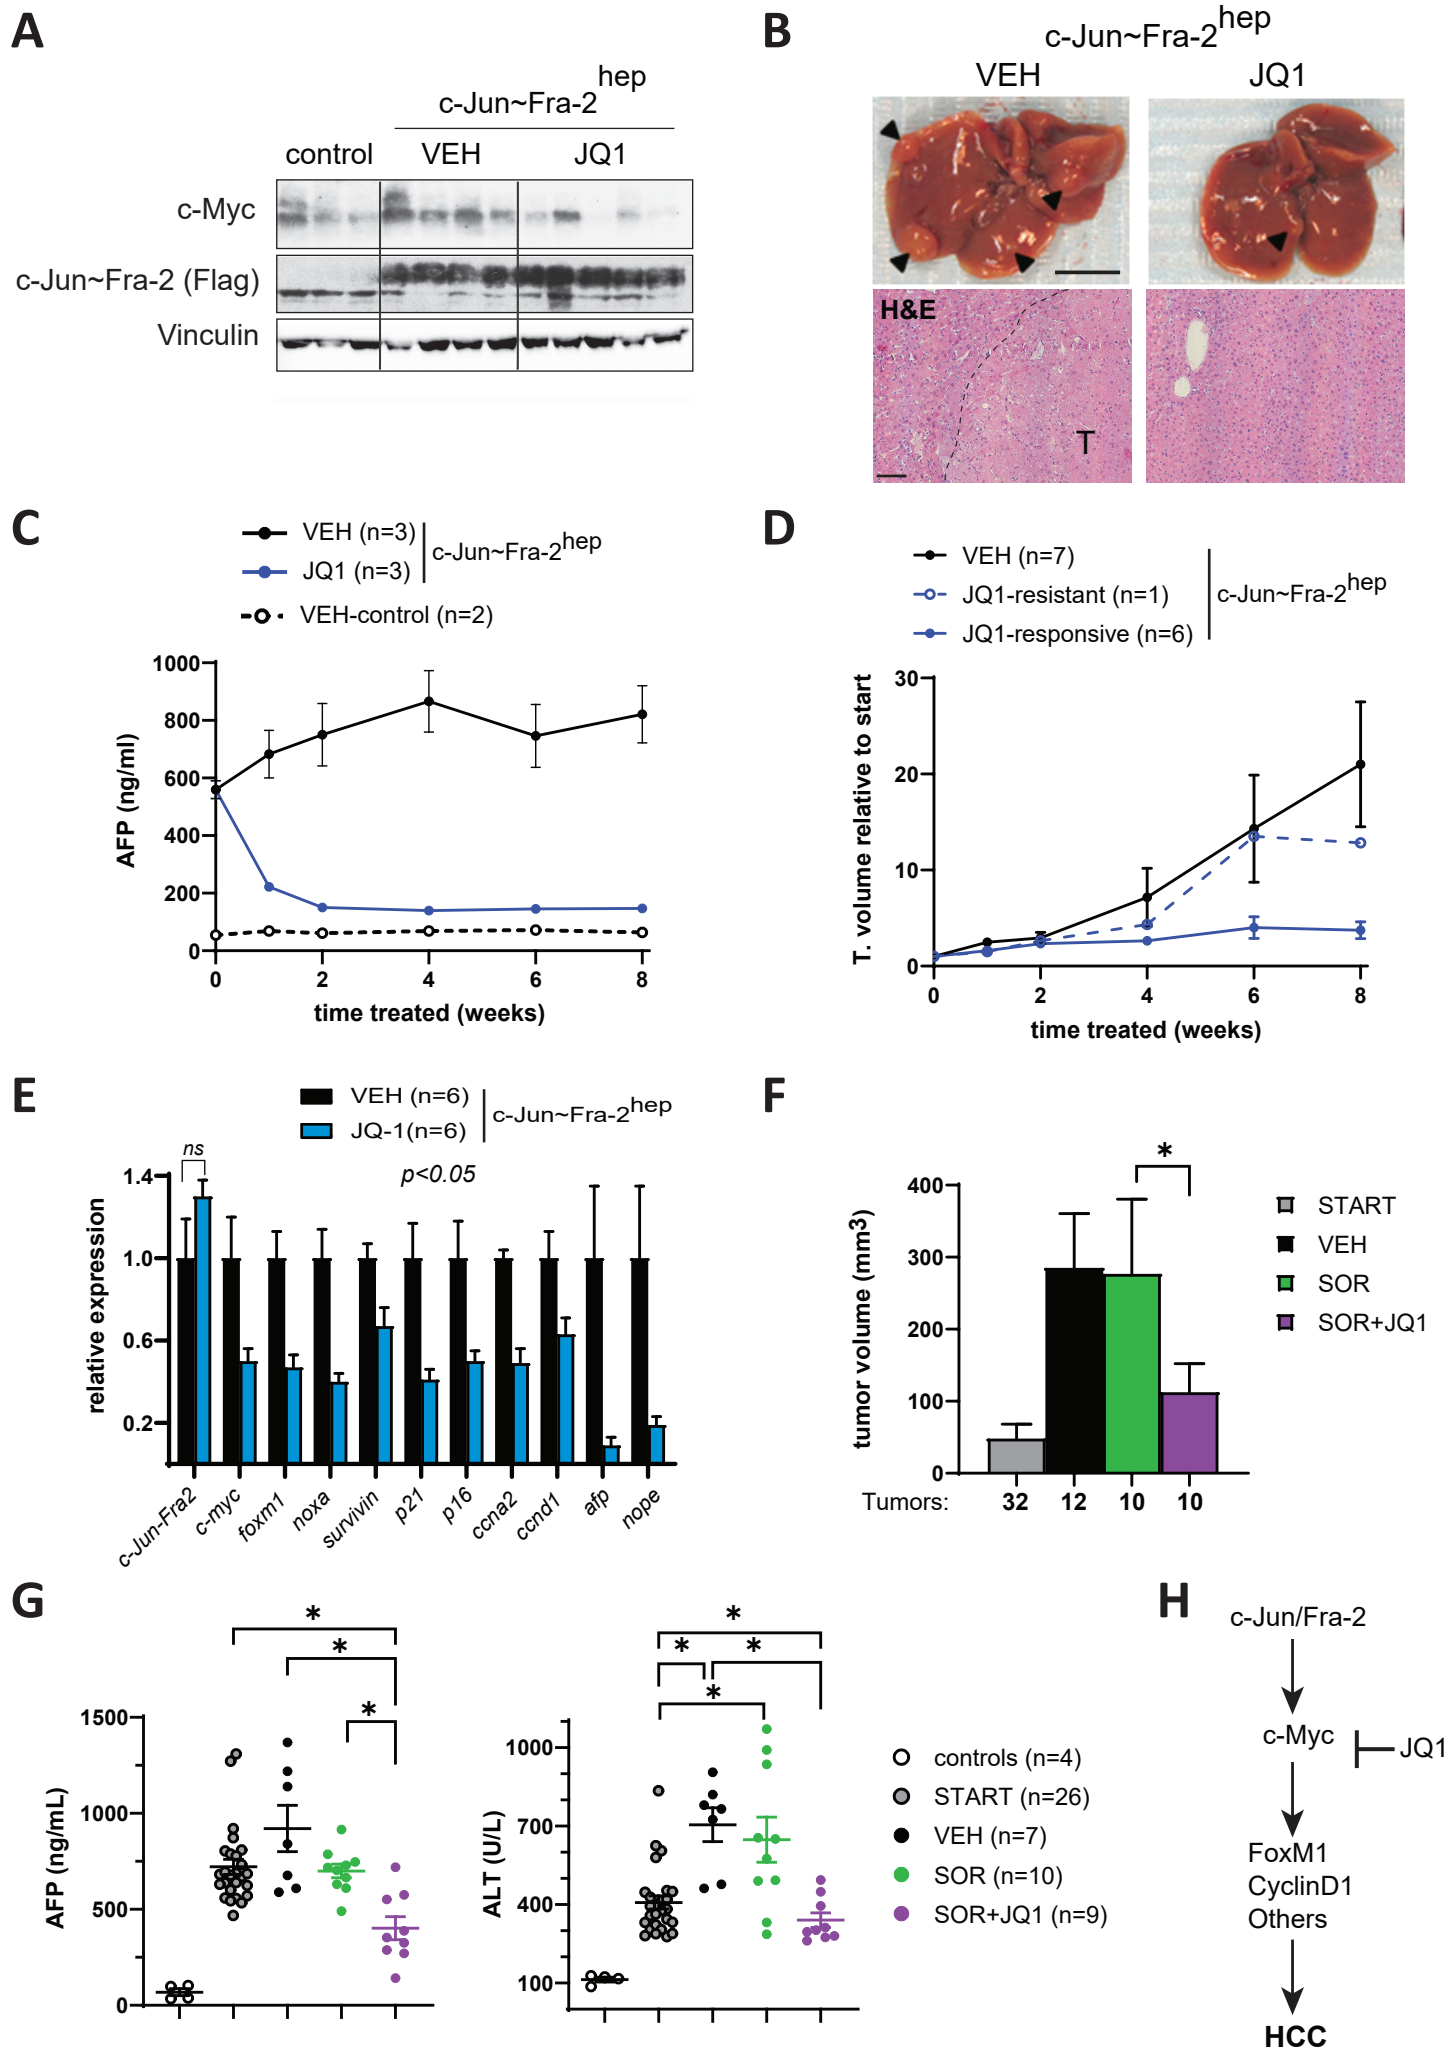 A
c-Jun~Fra-2hep
control VEH JQ1
c-Myc
c-Jun~Fra-2 (Flag)
Vinculin
B
c-Jun~Fra-2hep
VEH JQ1
H&E
T
C
VEH (n=3)
JQ1 (n=3)
c-Jun~Fra-2hep
VEH-control (n=2)
1000
800
600
400
200
0
AFP (ng/ml)
0 2 4 6 8
time treated (weeks)
D
VEH (n=7)
JQ1-resistant (n=1)
JQ1-responsive (n=6)
c-Jun~Fra-2hep
30
20
10
0
T. volume relative to start
0 2 4 6 8
time treated (weeks)
E
VEH (n=6)
JQ-1(n=6)
c-Jun~Fra-2hep
ns
p<0.05
1.4
1.0
0.6
0.2
relative expression
c-Jun-Fra2 c-myc foxm1 noxa survivin p21 p16 ccna2 ccnd1 afp nope
F
*
400
300
200
100
0
tumor volume (mm3)
START
VEH
SOR
SOR+JQ1
Tumors: 32 12 10 10
G
*
*
*
1500
1000
500
0
AFP (ng/mL)
*
* *
*
1000
700
400
100
ALT (U/L)
controls (n=4)
START (n=26)
VEH (n=7)
SOR (n=10)
SOR+JQ1 (n=9)
H
c-Jun/Fra-2
c-Myc
JQ1
FoxM1
CyclinD1
Others
HCC